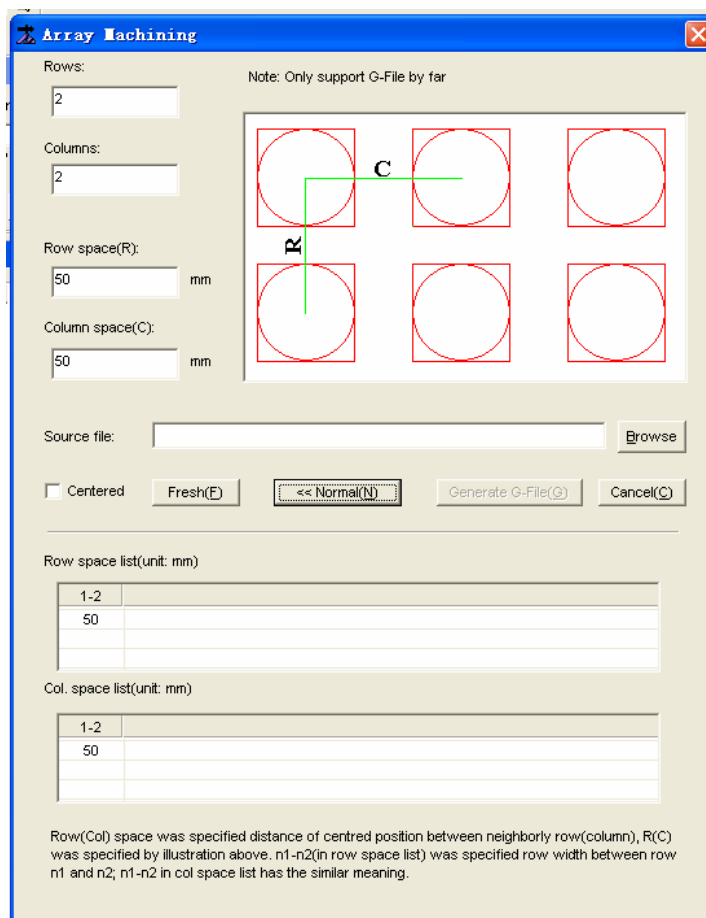 Array Machining
Rows:
Note: Only support G-File by far
2
Columns:
2
C
Row space(R):
R
50 mm
Column space(C):
50 mm
Source file:
Browse
Centered
Fresh(F)
<< Normal(N)
Generate G-File(G)
Cancel(C)
Row space list(unit: mm)
1-2
50
Col. space list(unit: mm)
1-2
50
Row(Col) space was specified distance of centred position between neighborly row(column), R(C)
was specified by illustration above. n1-n2(in row space list) was specified row width between row
n1 and n2; n1-n2 in col space list has the similar meaning.